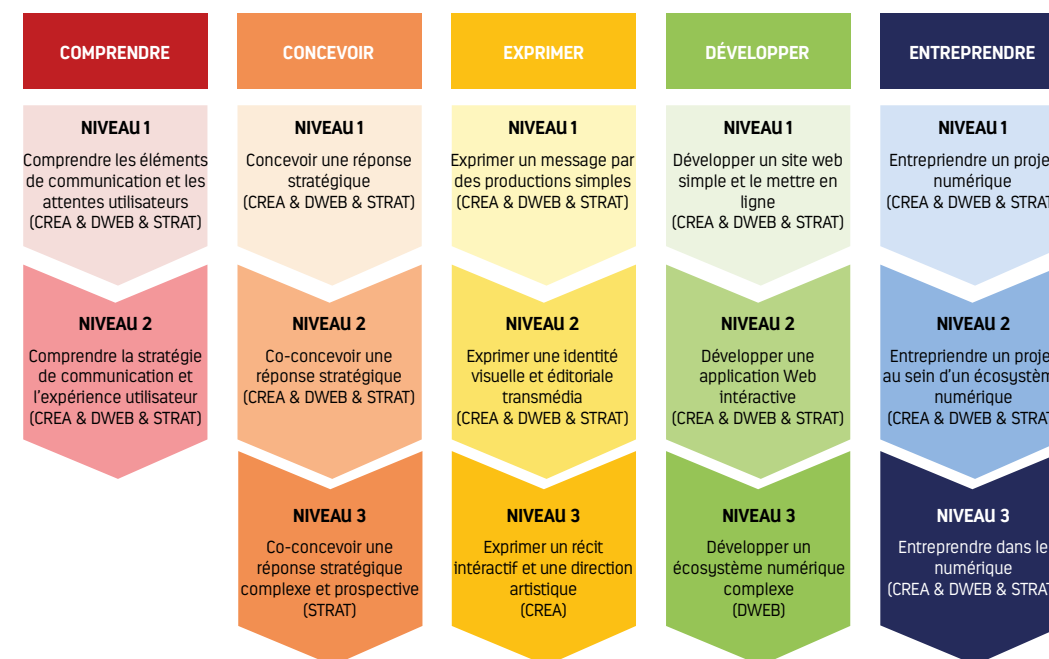 COMPRENDRE
NIVEAU 1
Comprendre les éléments
de communication et les
attentes utilisateurs
(CREA & DWEB & STRAT)
NIVEAU 2
Comprendre la stratégie
de communication et
l'expérience utilisateur
(CREA & DWEB & STRAT)
CONCEVOIR
NIVEAU 1
Concevoir une réponse
stratégique
(CREA & DWEB & STRAT)
NIVEAU 2
Co-concevoir une
réponse stratégique
(CREA & DWEB & STRAT)
NIVEAU 3
Co-concevoir une
réponse stratégique
complexe et prospective
(STRAT)
EXPRIMER
NIVEAU 1
Exprimer un message par
des productions simples
(CREA & DWEB & STRAT)
NIVEAU 2
Exprimer une identité
visuelle et éditoriale
transmédia
(CREA & DWEB & STRAT)
NIVEAU 3
Exprimer un récit
intéractif et une direction
artistique
(CREA)
DÉVELOPPER
NIVEAU 1
Développer un site web
simple et le mettre en
ligne
(CREA & DWEB & STRAT)
NIVEAU 2
Développer une
application Web
intéractive
(CREA & DWEB & STRAT)
NIVEAU 3
Développer un
écosystème numérique
complexe
(DWEB)
ENTREPRENDRE
NIVEAU 1
Entrepriendre un proje
numérique
(CREA & DWEB & STRAT
NIVEAU 2
Entrepriendre un proje
au sein d'un écosystèm
numérique
(CREA & DWEB & STRAT
NIVEAU 3
Entreprendre dans le
numérique
(CREA & DWEB & STRAT